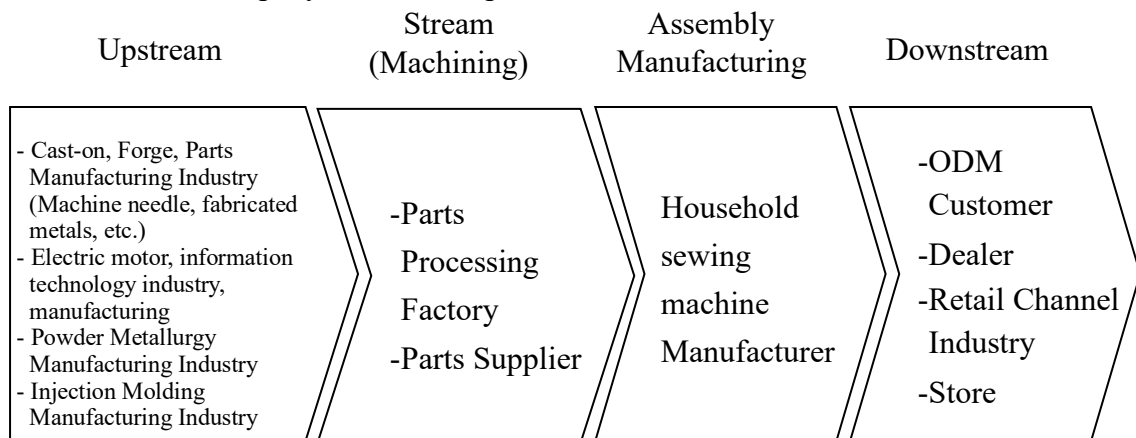 Upstream
Stream
(Machining)
Assembly
Manufacturing
Downstream
- Cast-on, Forge, Parts
Manufacturing Industry
(Machine needle, fabricated
metals, etc.)
- Electric motor, information
technology industry,
manufacturing
- Powder Metallurgy
Manufacturing Industry
- Injection Molding
Manufacturing Industry
-Parts
Processing
Factory
-Parts Supplier
Household
sewing
machine
Manufacturer
-ODM
Customer
-Dealer
-Retail Channel
Industry
-Store